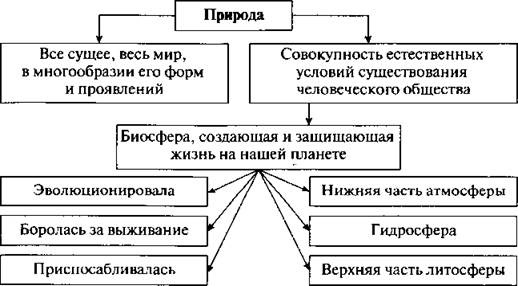 Природа
Все сущее, весь мир,
в многообразии его форм
и проявлений
Совокупность естественных
условий существования
человеческого общества
Биосфера, создающая и защищающая
жизнь на нашей планете
Эволюционировала
Нижняя часть атмосферы
Боролась за выживание
Гидросфера
Приспосабливалась
Верхняя часть литосферы